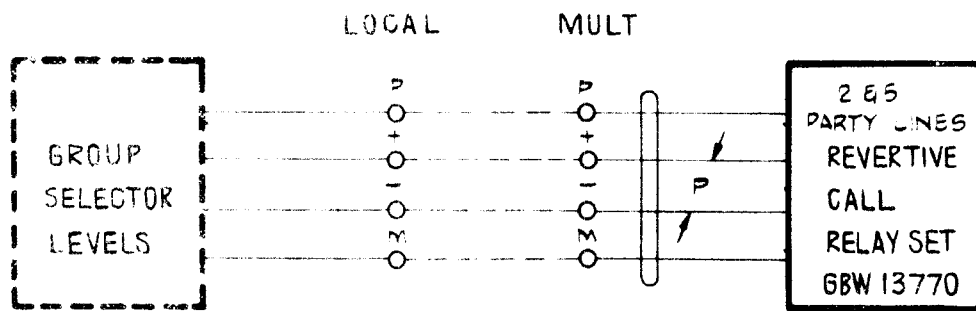 LOCAL MULT
GROUP
SELECTOR
LEVELS
P P
+ +
- -
M M
P
2 & 5
PARTY LINES
REVERTIVE
CALL
RELAY SET
GBW 13770